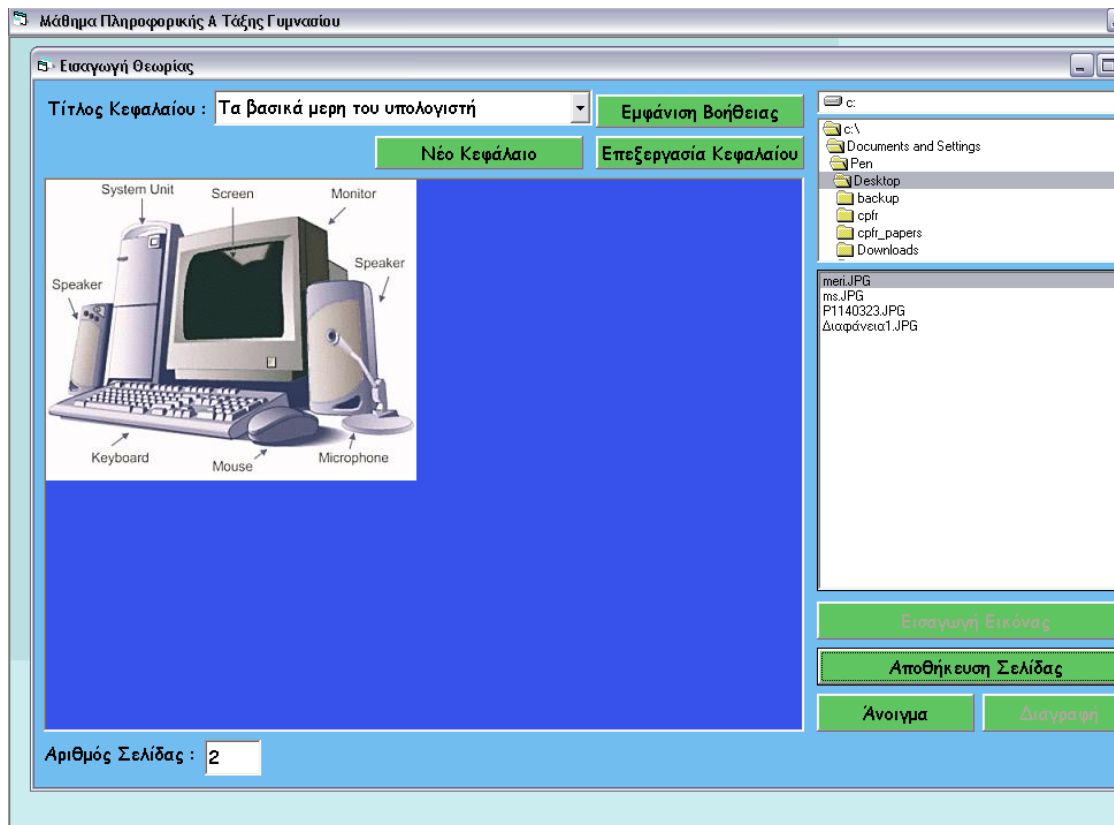 Μάθημα Πληροφορικής Α Τάξης Γυμνασίου
Εισαγωγή Θεωρίας
Τίτλος Κεφαλαίου : Τα βασικά μερη του υπολογιστή
Εμφάνιση Βοήθειας
Νέο Κεφάλαιο
Επεξεργασία Κεφαλαίου
System Unit
Screen
Monitor
Speaker
Speaker
Keyboard
Mouse
Microphone
c:
c:\
Documents and Settings
Pen
Desktop
backup
cpfr
cpfr_papers
Downloads
meri.JPG
ms.JPG
P1140323.JPG
Διαφάνεια1.JPG
Εισαγωγή Εικόνας
Αποθήκευση Σελίδας
Άνοιγμα
Διαγραφή
Αριθμός Σελίδας : 2